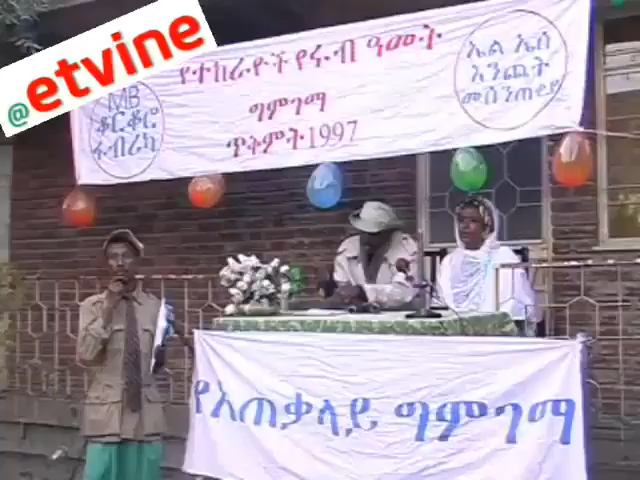 @etvine
የተከራዮች የሩብ ዓመት
ግምገማ
ጥቅምት 1997
MB
ቆርቆሮ
ፋብሪካ
ኤል ኤስ
እንጨት
መሰንጠቂያ
የአጠቃላይ ግምገማ